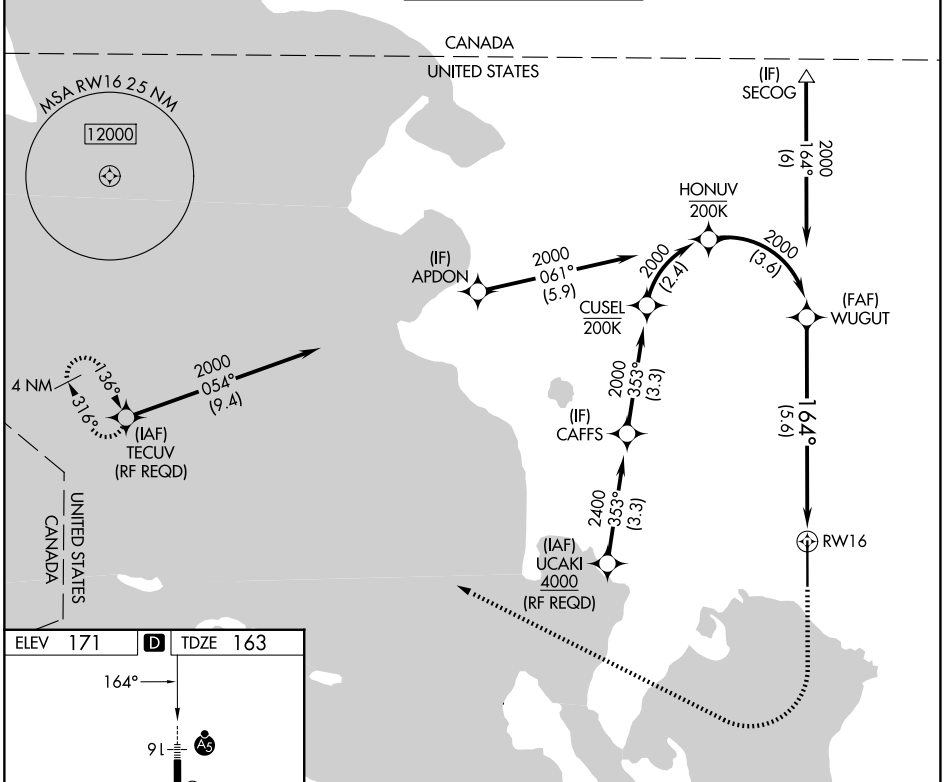 CANADA
UNITED STATES
MSA RW16 25 NM
12000
(IF)
SECOG
2000
164°
(6)
HONUV
200K
(IF)
APDON
2000
061°
(5.9)
2000
(2.4)
2000
(3.6)
CUSEL
200K
(FAF)
WUGUT
2000
054°
(9.4)
4 NM
136°
316°
(IAF)
TECUV
(RF REQD)
2000
353°
(3.3)
(IF)
CAFFS
164°
(5.6)
2400
353°
(3.3)
UNITED STATES
CANADA
(IAF)
UCAKI
4000
(RF REQD)
RW16
ELEV 171 D TDZE 163
164°
16
A5